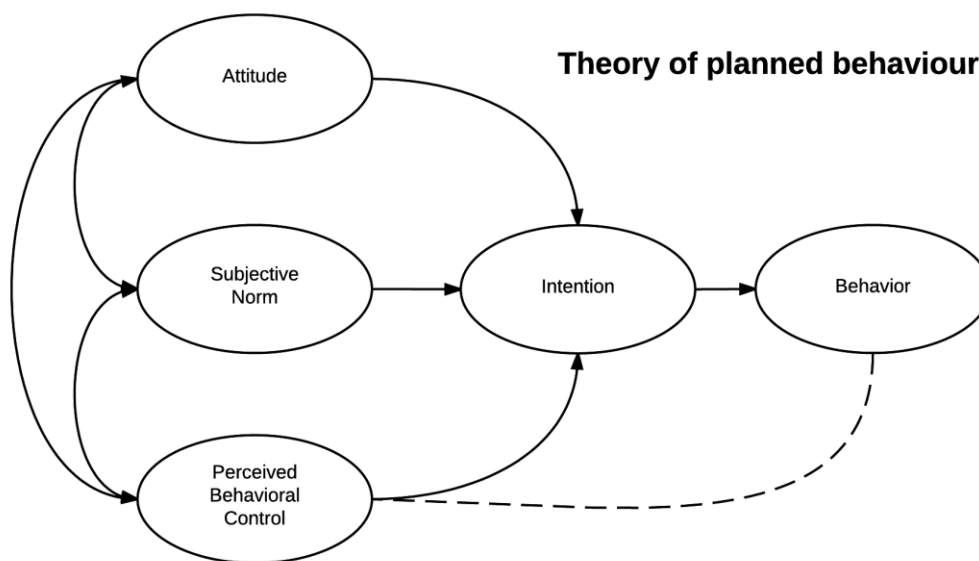 Theory of planned behaviour
Attitude
Subjective
Norm
Intention
Behavior
Perceived
Behavioral
Control